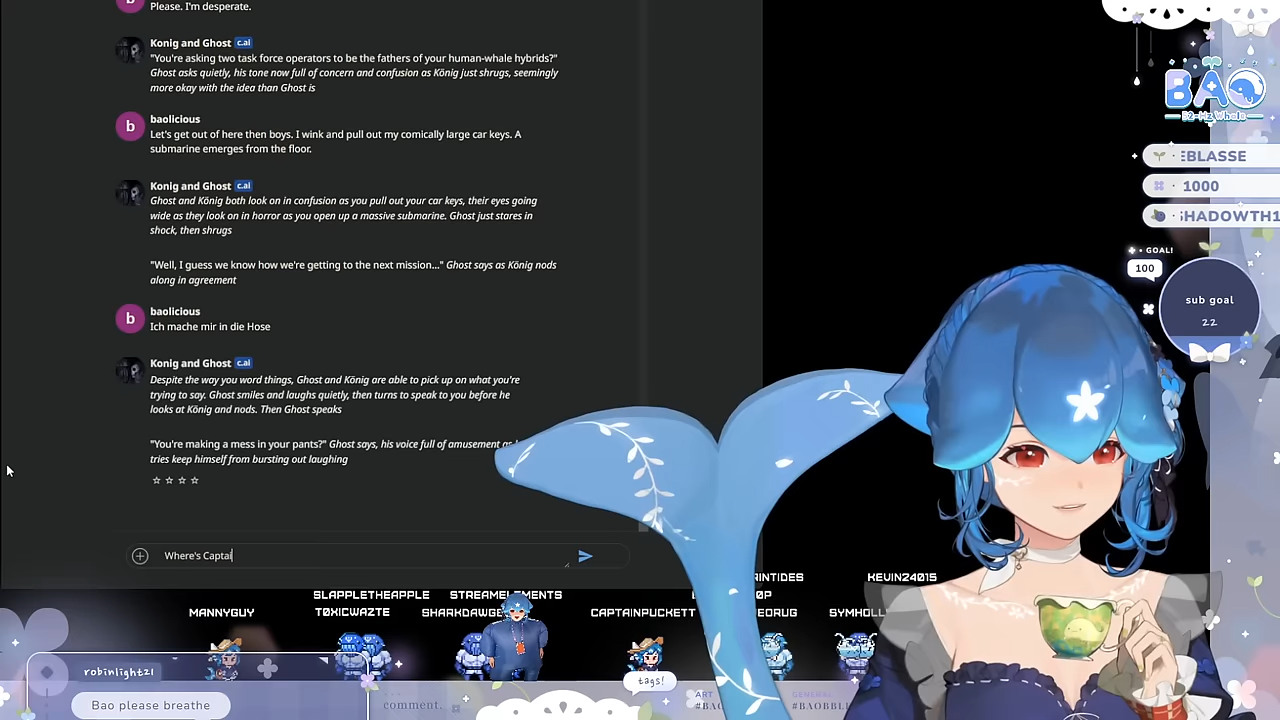 b
Please. I'm desperate.
Konig and Ghost c.ai
"You're asking two task force operators to be the fathers of your human-whale hybrids?"
Ghost asks quietly, his tone now full of concern and confusion as König just shrugs, seemingly
more okay with the idea than Ghost is
b
baolicious
Let's get out of here then boys. I wink and pull out my comically large car keys. A
submarine emerges from the floor.
Konig and Ghost c.ai
Ghost and König both look on in confusion as you pull out your car keys, their eyes going
wide as they look on in horror as you open up a massive submarine. Ghost just stares in
shock, then shrugs
"Well, I guess we know how we're getting to the next mission..." Ghost says as König nods
along in agreement
b
baolicious
Ich mache mir in die Hose
Konig and Ghost c.ai
Despite the way you word things, Ghost and König are able to pick up on what you're
trying to say. Ghost smiles and laughs quietly, then turns to speak to you before he
looks at König and nods. Then Ghost speaks
"You're making a mess in your pants?" Ghost says, his voice full of amusement
tries keep himself from bursting out laughing
Where's Captai
BAO
52-Hz Whale
EBLASSE
1000
SHADOWTH1
GOAL!
100
sub goal
22
SLAPPLETHEAPPLE
STREAMELEMENTS
KEVIN24015
MANNYGUY
T0XICWAZTE
SHARKDAWGE
CAPTAINPUCKETT
SYMHOLL
robinlight21
Bao please breathe
comment.
tags!
ART
#BAO
GENERAL
#BAOBBL